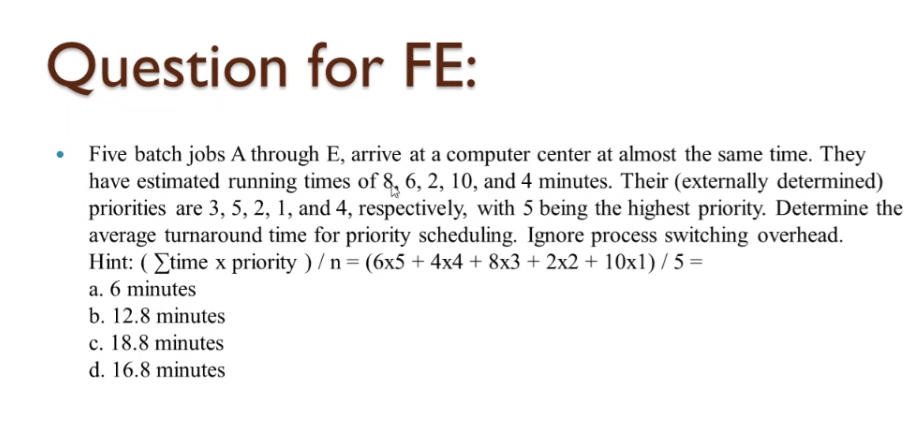 Question for FE:
• Five batch jobs A through E, arrive at a computer center at almost the same time. They
have estimated running times of 8, 6, 2, 10, and 4 minutes. Their (externally determined)
priorities are 3, 5, 2, 1, and 4, respectively, with 5 being the highest priority. Determine the
average turnaround time for priority scheduling. Ignore process switching overhead.
Hint: ( ∑time x priority ) / n = (6x5 + 4x4 + 8x3 + 2x2 + 10x1) / 5 =
a. 6 minutes
b. 12.8 minutes
c. 18.8 minutes
d. 16.8 minutes